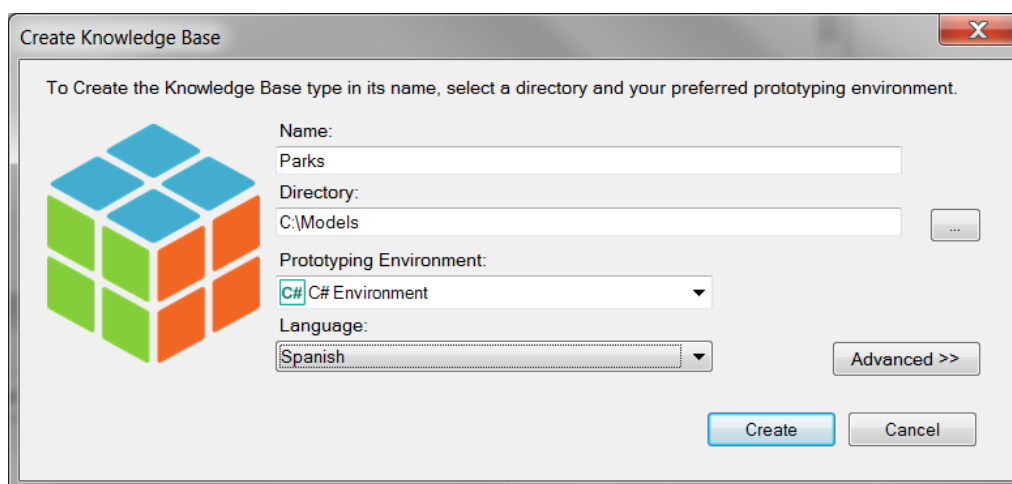 Create Knowledge Base
X
To Create the Knowledge Base type in its name, select a directory and your preferred prototyping environment.
Name:
Parks
Directory:
C:\Models
...
Prototyping Environment:
C# C# Environment
Language:
Spanish
Advanced >>
Create
Cancel